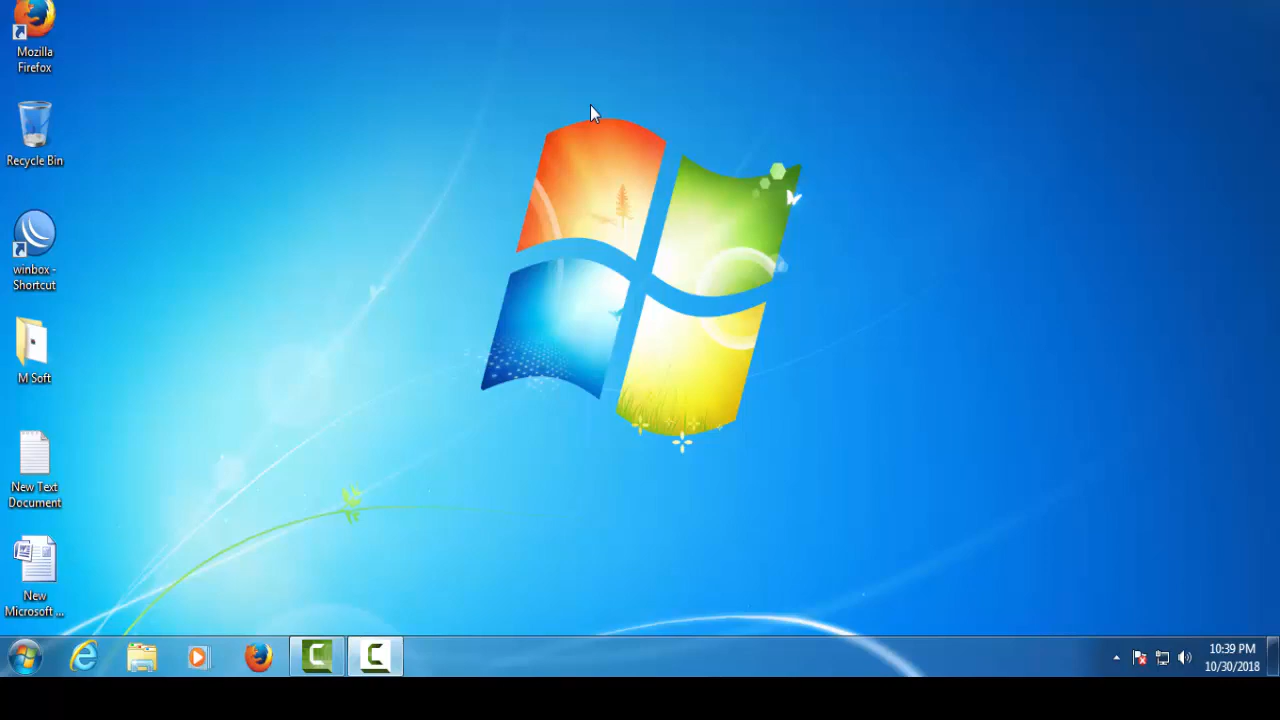 Mozilla
Firefox
Recycle Bin
winbox -
Shortcut
M Soft
New Text
Document
New
Microsoft ...
10:39 PM
10/30/2018